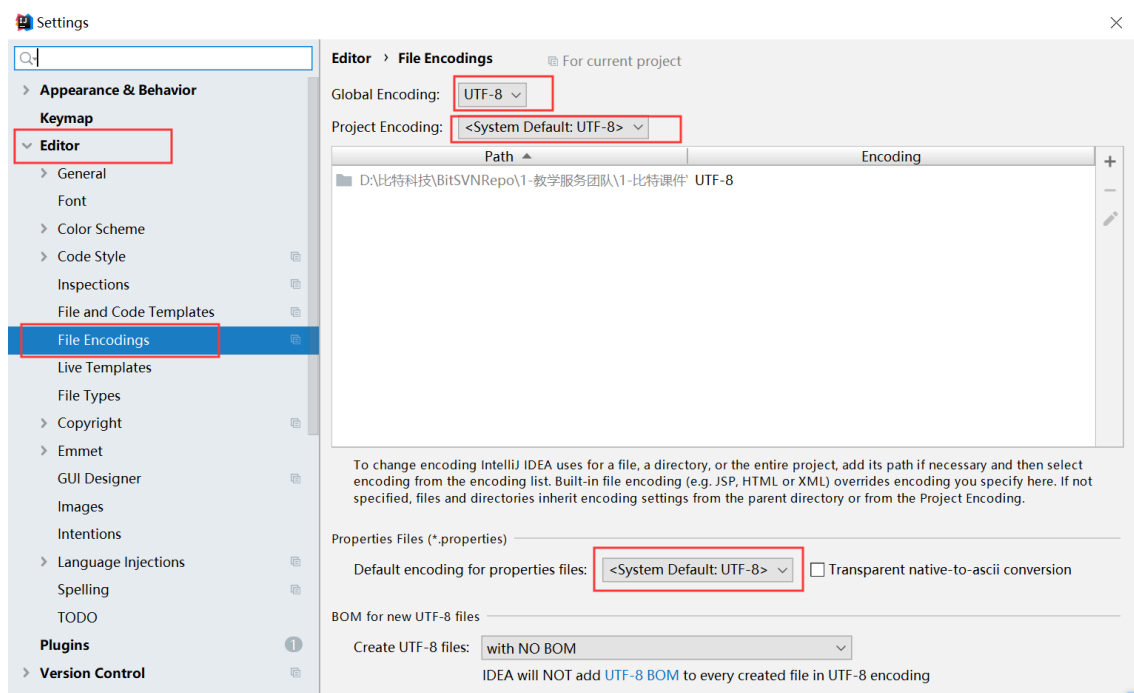 Settings
Appearance & Behavior
Keymap
Editor
General
Font
Color Scheme
Code Style
Inspections
File and Code Templates
File Encodings
Live Templates
File Types
Copyright
Emmet
GUI Designer
Images
Intentions
Language Injections
Spelling
TODO
Plugins 1
Version Control
Editor › File Encodings For current project
Global Encoding: UTF-8
Project Encoding: <System Default: UTF-8>
Path Encoding
D:\比特科技\BitSVNRepo\1-教学服务团队\1-比特课件\ UTF-8
To change encoding IntelliJ IDEA uses for a file, a directory, or the entire project, add its path if necessary and then select
encoding from the encoding list. Built-in file encoding (e.g. JSP, HTML or XML) overrides encoding you specify here. If not
specified, files and directories inherit encoding settings from the parent directory or from the Project Encoding.
Properties Files (*.properties)
Default encoding for properties files: <System Default: UTF-8> Transparent native-to-ascii conversion
BOM for new UTF-8 files
Create UTF-8 files: with NO BOM
IDEA will NOT add UTF-8 BOM to every created file in UTF-8 encoding